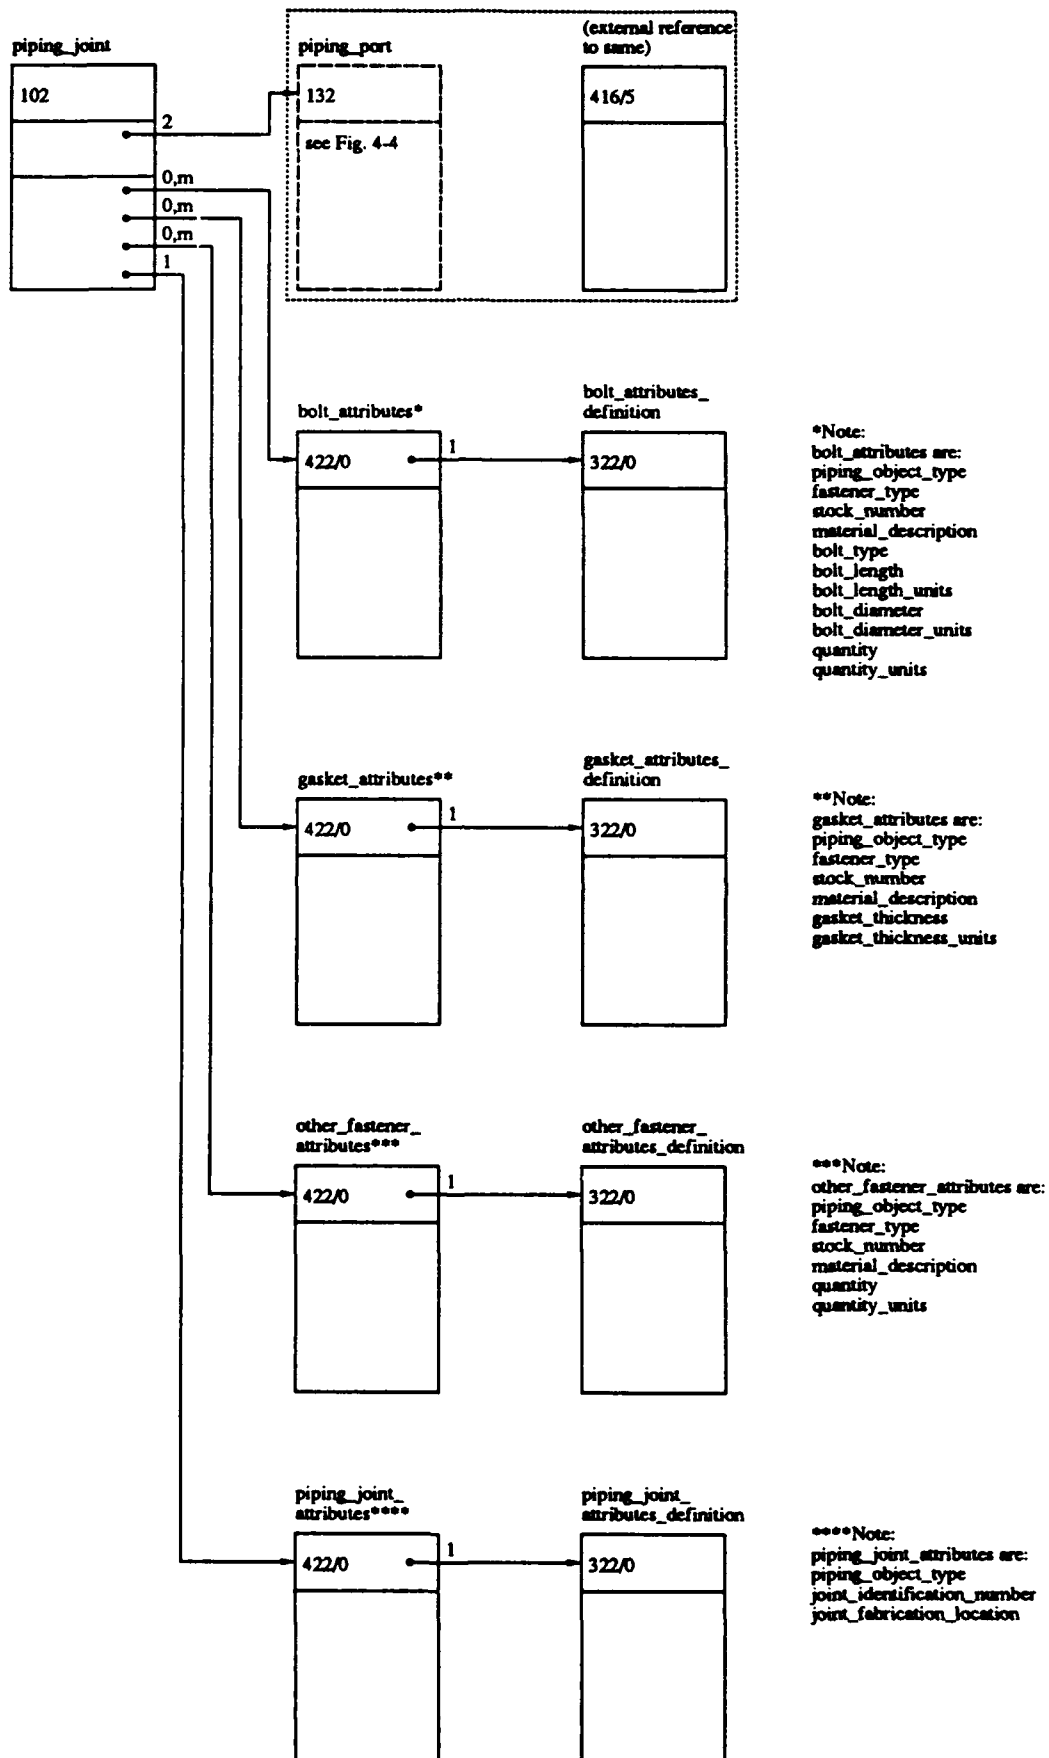 piping_joint
102
2
0,m
0,m
0,m
1
piping_port
132
see Fig. 4-4
(external reference
to same)
416/5
bolt_attributes*
422/0
1
bolt_attributes_
definition
322/0
*Note:
bolt_attributes are:
piping_object_type
fastener_type
stock_number
material_description
bolt_type
bolt_length
bolt_length_units
bolt_diameter
bolt_diameter_units
quantity
quantity_units
gasket_attributes**
422/0
1
gasket_attributes_
definition
322/0
**Note:
gasket_attributes are:
piping_object_type
fastener_type
stock_number
material_description
gasket_thickness
gasket_thickness_units
other_fastener_
attributes***
422/0
1
other_fastener_
attributes_definition
322/0
***Note:
other_fastener_attributes are:
piping_object_type
fastener_type
stock_number
material_description
quantity
quantity_units
piping_joint_
attributes****
422/0
1
piping_joint_
attributes_definition
322/0
****Note:
piping_joint_attributes are:
piping_object_type
joint_identification_number
joint_fabrication_location